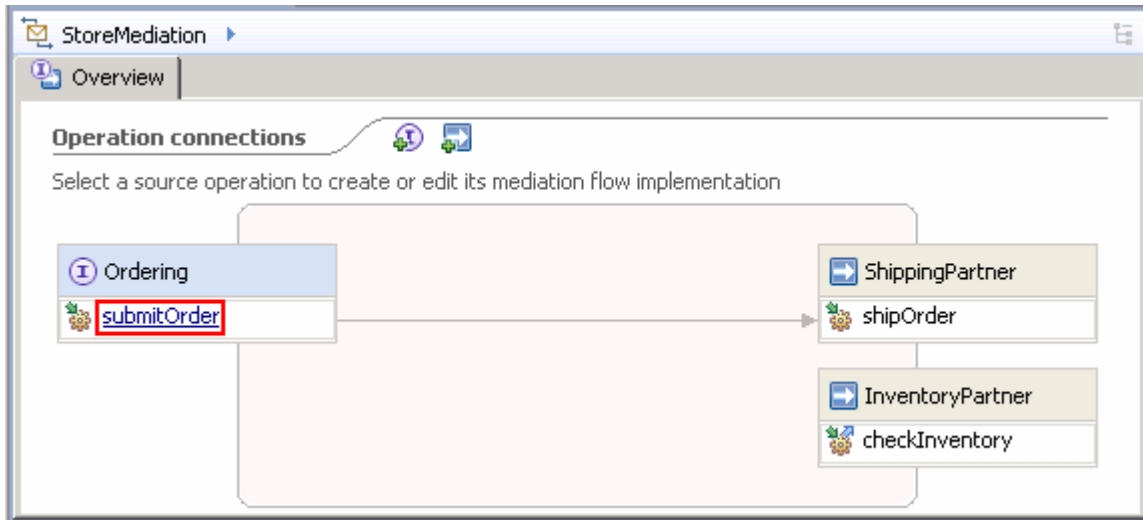 StoreMediation
Overview
Operation connections
Select a source operation to create or edit its mediation flow implementation
Ordering
submitOrder
ShippingPartner
shipOrder
InventoryPartner
checkInventory